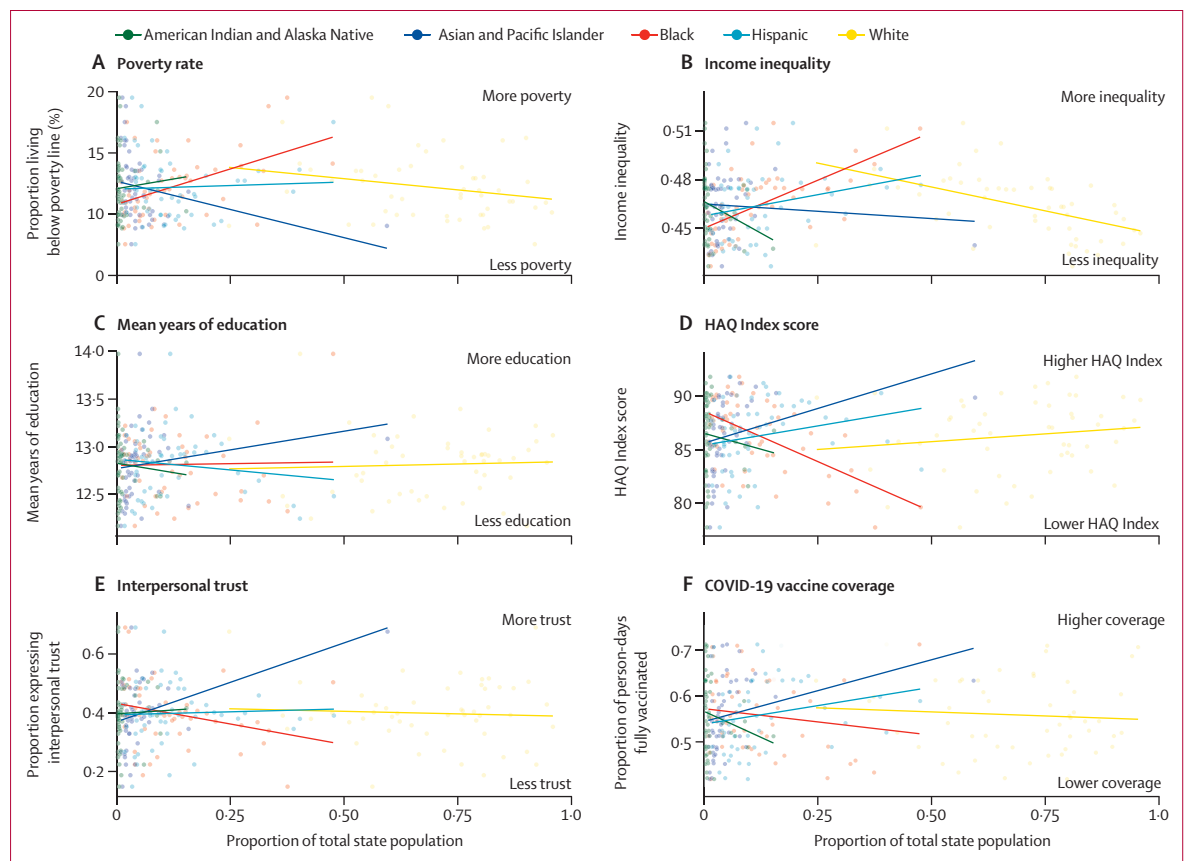 American Indian and Alaska Native Asian and Pacific Islander Black Hispanic White
A Poverty rate
20
15
10
0
Proportion living
below poverty line (%)
More poverty
Less poverty
B Income inequality
0·51
0·48
0·45
Income inequality
More inequality
Less inequality
C Mean years of education
14·0
13·5
13·0
12·5
Mean years of education
More education
Less education
D HAQ Index score
90
85
80
HAQ Index score
Higher HAQ Index
Lower HAQ Index
E Interpersonal trust
0·6
0·4
0·2
Proportion expressing
interpersonal trust
More trust
Less trust
0 0·25 0·50 0·75 1·0
Proportion of total state population
F COVID-19 vaccine coverage
0·7
0·6
0·5
Proportion of person-days
fully vaccinated
Higher coverage
Lower coverage
0 0·25 0·50 0·75 1·0
Proportion of total state population